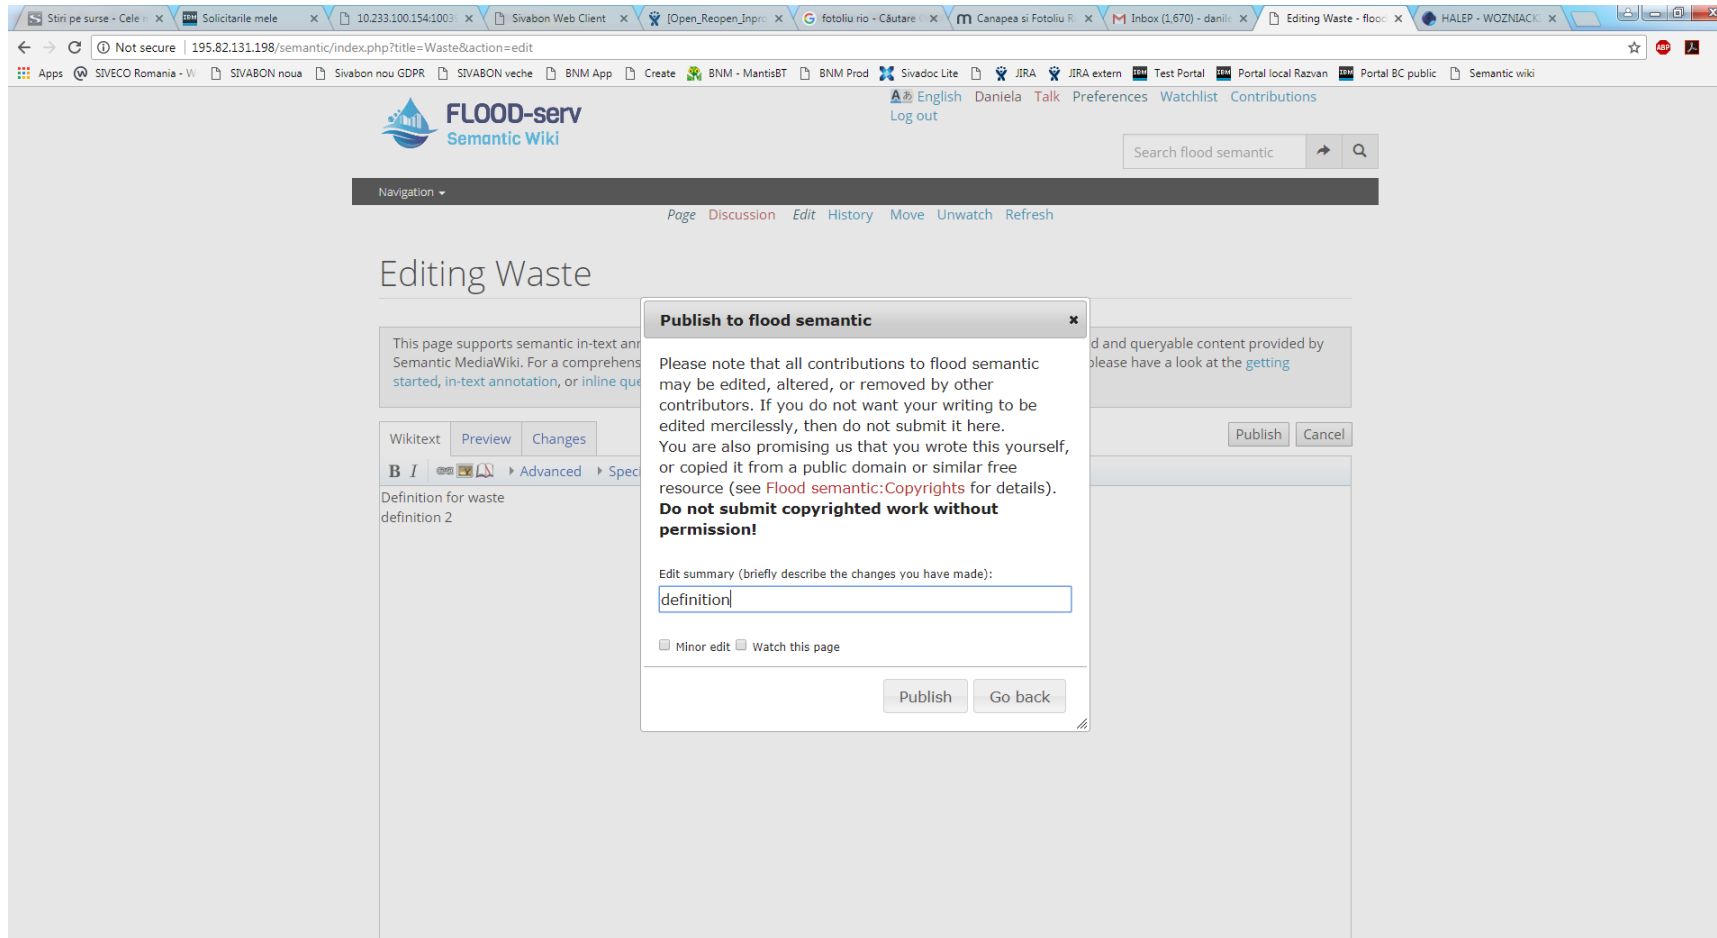 Stiri pe surse - Cele
Solicitarile mele
10.233.100.154:1003
Sivabon Web Client
[Open_Reopen_Inpro
fotoliu rio - Căutare
Canapea si Fotoliu R
Inbox (1,670) - danile
Editing Waste - flood
HALEP - WOZNIACK
Not secure | 195.82.131.198/semantic/index.php?title=Waste&action=edit
ABP
Apps
SIVECO Romania - W
SIVABON noua
Sivabon nou GDPR
SIVABON veche
BNM App
Create
BNM - MantisBT
BNM Prod
Sivadoc Lite
JIRA
JIRA extern
Test Portal
Portal local Razvan
Portal BC public
Semantic wiki
FLOOD-serv
Semantic Wiki
English Daniela Talk Preferences Watchlist Contributions
Log out
Search flood semantic
Navigation
Page Discussion Edit History Move Unwatch Refresh
Editing Waste
This page supports semantic in-text ann
d and queryable content provided by
Semantic MediaWiki. For a comprehens
please have a look at the getting
started, in-text annotation, or inline que
Wikitext Preview Changes
Publish Cancel
B I Advanced Speci
Definition for waste
definition 2
Publish to flood semantic
Please note that all contributions to flood semantic
may be edited, altered, or removed by other
contributors. If you do not want your writing to be
edited mercilessly, then do not submit it here.
You are also promising us that you wrote this yourself,
or copied it from a public domain or similar free
resource (see Flood semantic:Copyrights for details).
Do not submit copyrighted work without
permission!
Edit summary (briefly describe the changes you have made):
definition
Minor edit Watch this page
Publish Go back